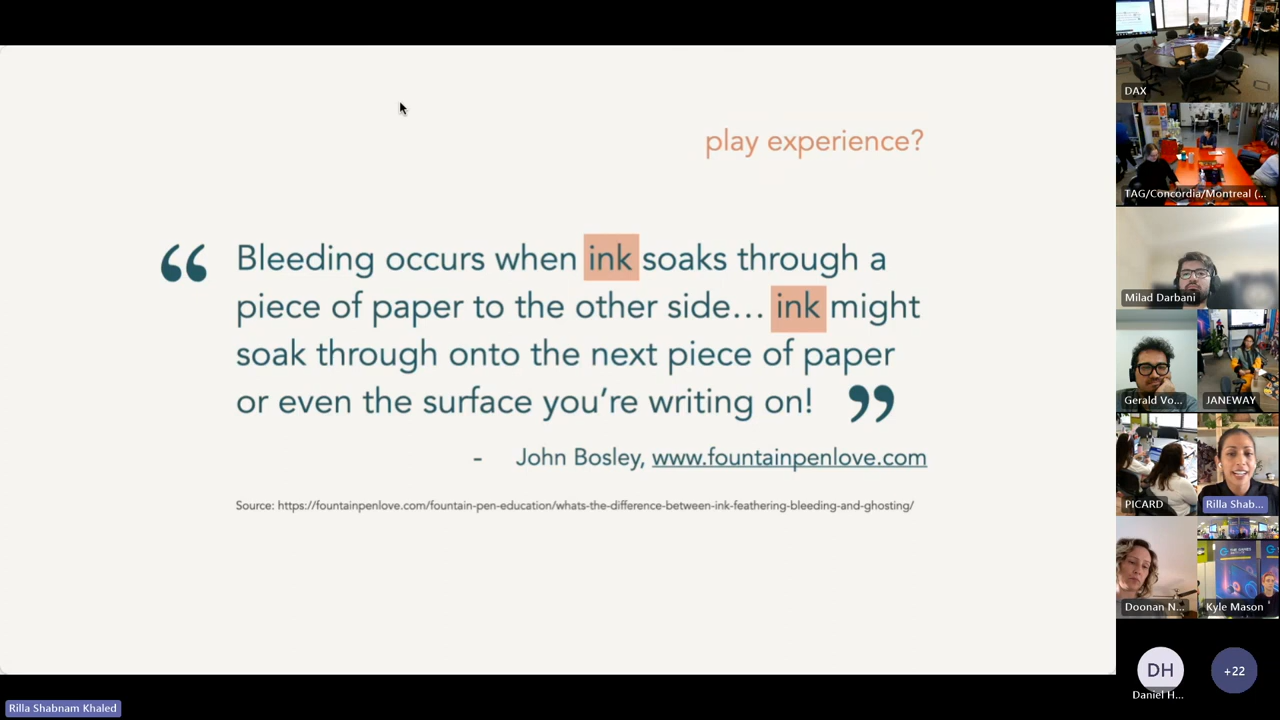 play experience?
“ Bleeding occurs when ink soaks through a
piece of paper to the other side... ink might
soak through onto the next piece of paper
or even the surface you're writing on! ”
- John Bosley, www.fountainpenlove.com
Source: https://fountainpenlove.com/fountain-pen-education/whats-the-difference-between-ink-feathering-bleeding-and-ghosting/
Rilla Shabnam Khaled
DAX
TAG/Concordia/Montreal (...
Milad Darbani
Gerald Vo...
JANEWAY
PICARD
Rilla Shab...
Doonan N...
Kyle Mason
DH
Daniel H...
+22